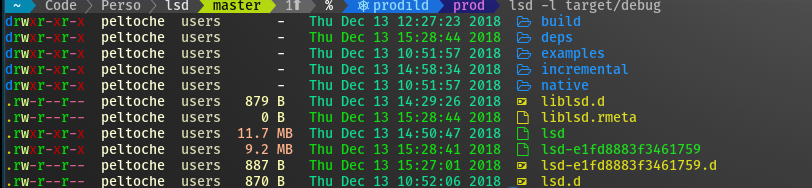 ~ Code Perso lsd master 1⬆ % ⎈ prodild prod lsd -l target/debug
drwxr-xr-x peltoche users - Thu Dec 13 12:27:23 2018 build
drwxr-xr-x peltoche users - Thu Dec 13 15:28:44 2018 deps
drwxr-xr-x peltoche users - Thu Dec 13 10:51:57 2018 examples
drwxr-xr-x peltoche users - Thu Dec 13 14:58:34 2018 incremental
drwxr-xr-x peltoche users - Thu Dec 13 10:51:57 2018 native
.rw-r--r-- peltoche users 879 B Thu Dec 13 14:29:26 2018 liblsd.d
.rw-r--r-- peltoche users 0 B Thu Dec 13 15:28:44 2018 liblsd.rmeta
.rwxr-xr-x peltoche users 11.7 MB Thu Dec 13 14:50:47 2018 lsd
.rwxr-xr-x peltoche users 9.2 MB Thu Dec 13 15:28:41 2018 lsd-e1fd8883f3461759
.rw-r--r-- peltoche users 887 B Thu Dec 13 15:27:01 2018 lsd-e1fd8883f3461759.d
.rw-r--r-- peltoche users 870 B Thu Dec 13 10:52:06 2018 lsd.d